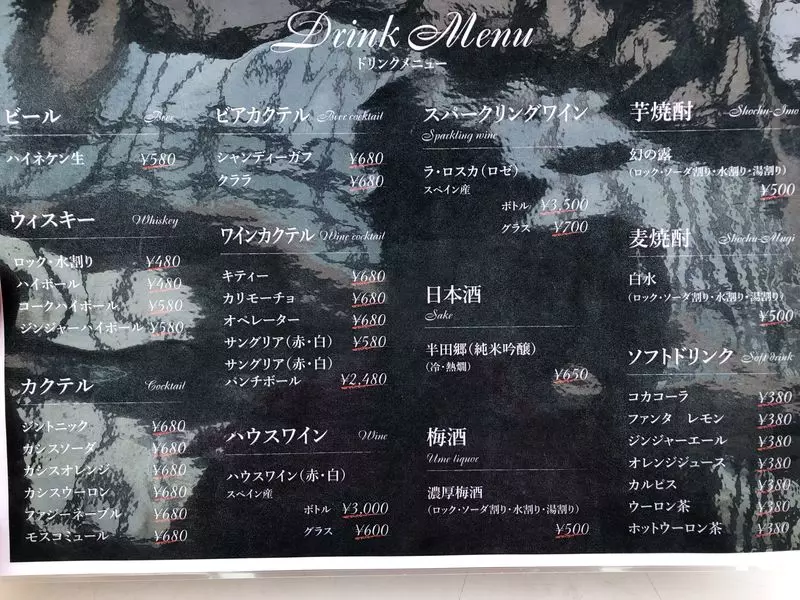 Drink Menu
ドリンクメニュー
ビール Beer
ハイネケン生 ¥580
ウィスキー Whiskey
ロック・水割り ¥480
ハイボール ¥480
コークハイボール ¥580
ジンジャーハイボール ¥580
カクテル Cocktail
ジントニック ¥680
カシスソーダ ¥680
カシスオレンジ ¥680
カシスウーロン ¥680
ファジーネーブル ¥680
モスコミュール ¥680
ビアカクテル Beer cocktail
シャンディーガフ ¥680
クララ ¥680
ワインカクテル Wine cocktail
キティー ¥680
カリモーチョ ¥680
オペレーター ¥680
サングリア(赤・白) ¥580
サングリア(赤・白)
パンチボール ¥2,480
ハウスワイン Wine
ハウスワイン(赤・白)
スペイン産
ボトル ¥3,000
グラス ¥600
スパークリングワイン
Sparkling wine
ラ・ロスカ(ロゼ)
スペイン産
ボトル ¥3,500
グラス ¥700
日本酒
Sake
半田郷(純米吟醸)
(冷・熱燗)
¥650
梅酒
Ume liquor
濃厚梅酒
(ロック・ソーダ割り・水割り・湯割り)
¥500
芋焼酎 Shochu-Imo
幻の露
(ロック・ソーダ割り・水割り・湯割り)
¥500
麦焼酎 Shochu-Mugi
白水
(ロック・ソーダ割り・水割り・湯割り)
¥500
ソフトドリンク Soft drink
コカコーラ ¥380
ファンタ レモン ¥380
ジンジャーエール ¥380
オレンジジュース ¥380
カルピス ¥380
ウーロン茶 ¥380
ホットウーロン茶 ¥380